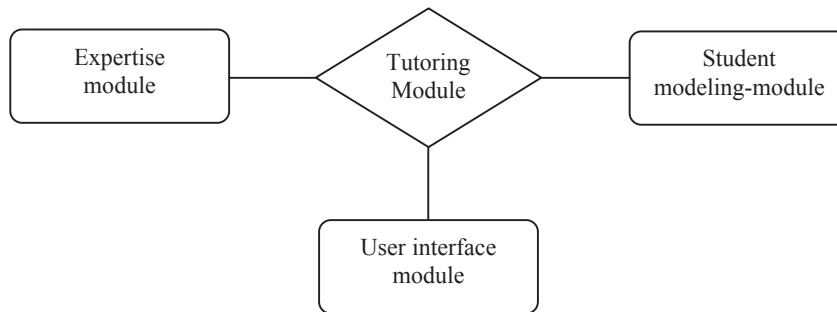 Expertise
module
Tutoring
Module
Student
modeling-module
User interface
module